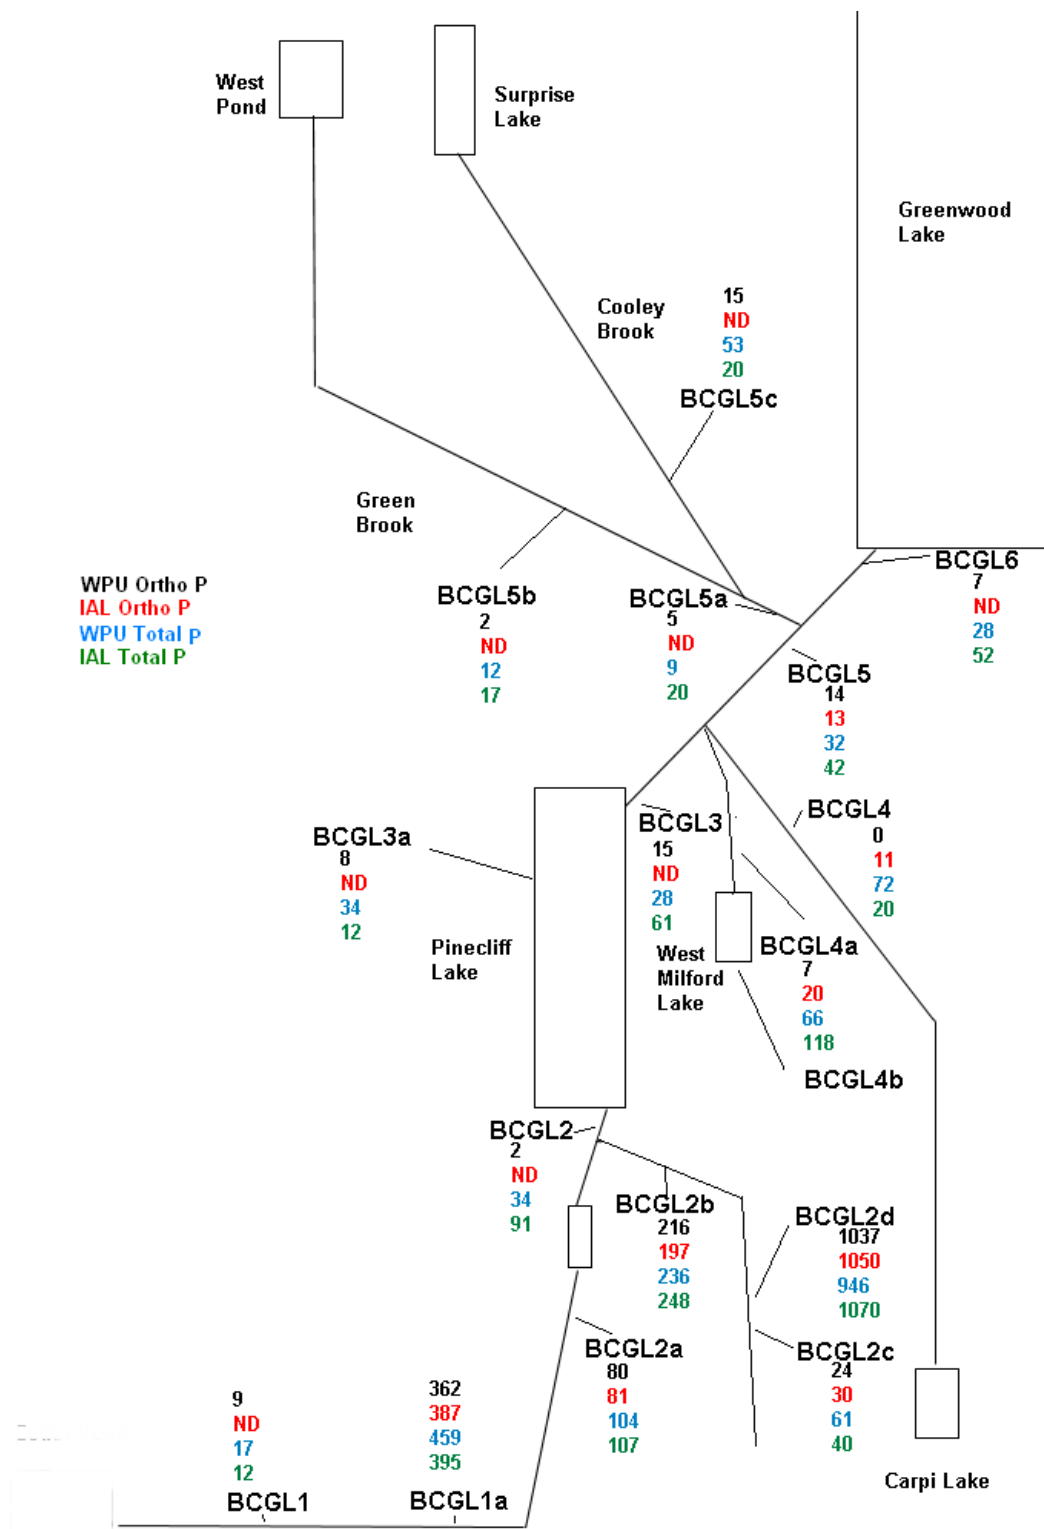 West
Pond
Surprise
Lake
Greenwood
Lake
Cooley
Brook
15
ND
53
20
BCGL5c
Green
Brook
WPU Ortho P
IAL Ortho P
WPU Total P
IAL Total P
BCGL5b
2
ND
12
17
BCGL5a
5
ND
9
20
BCGL6
7
ND
28
52
BCGL5
14
13
32
42
BCGL3a
8
ND
34
12
BCGL3
15
ND
28
61
BCGL4
0
11
72
20
Pinecliff
Lake
West
Milford
Lake
BCGL4a
7
20
66
118
BCGL4b
BCGL2
2
ND
34
91
BCGL2b
216
197
236
248
BCGL2d
1037
1050
946
1070
BCGL2a
80
81
104
107
BCGL2c
24
30
61
40
9
ND
17
12
BCGL1
362
387
459
395
BCGL1a
Carpi Lake